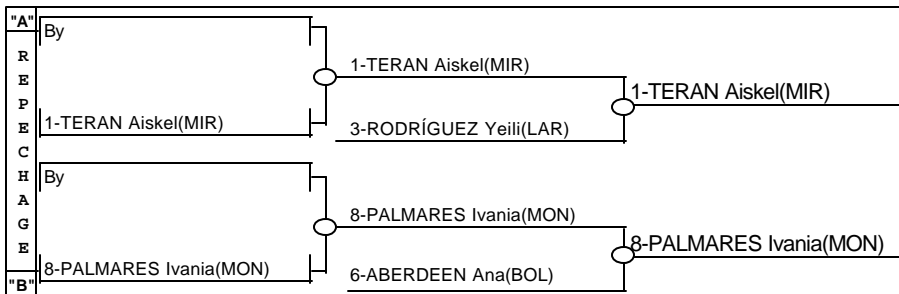 "A"
By
REPECHAGE
1-TERAN Aiskel(MIR)
1-TERAN Aiskel(MIR)
1-TERAN Aiskel(MIR)
3-RODRÍGUEZ Yeili(LAR)
By
8-PALMARES Ivania(MON)
8-PALMARES Ivania(MON)
8-PALMARES Ivania(MON)
6-ABERDEEN Ana(BOL)
"B"